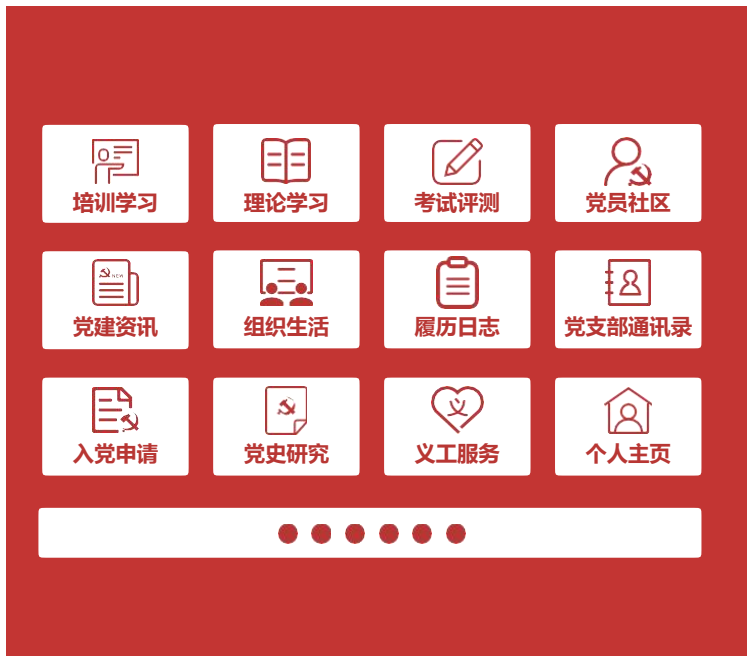 培训学习
理论学习
考试评测
党员社区
NEW
党建资讯
组织生活
履历日志
党支部通讯录
入党申请
党史研究
义
义工服务
个人主页